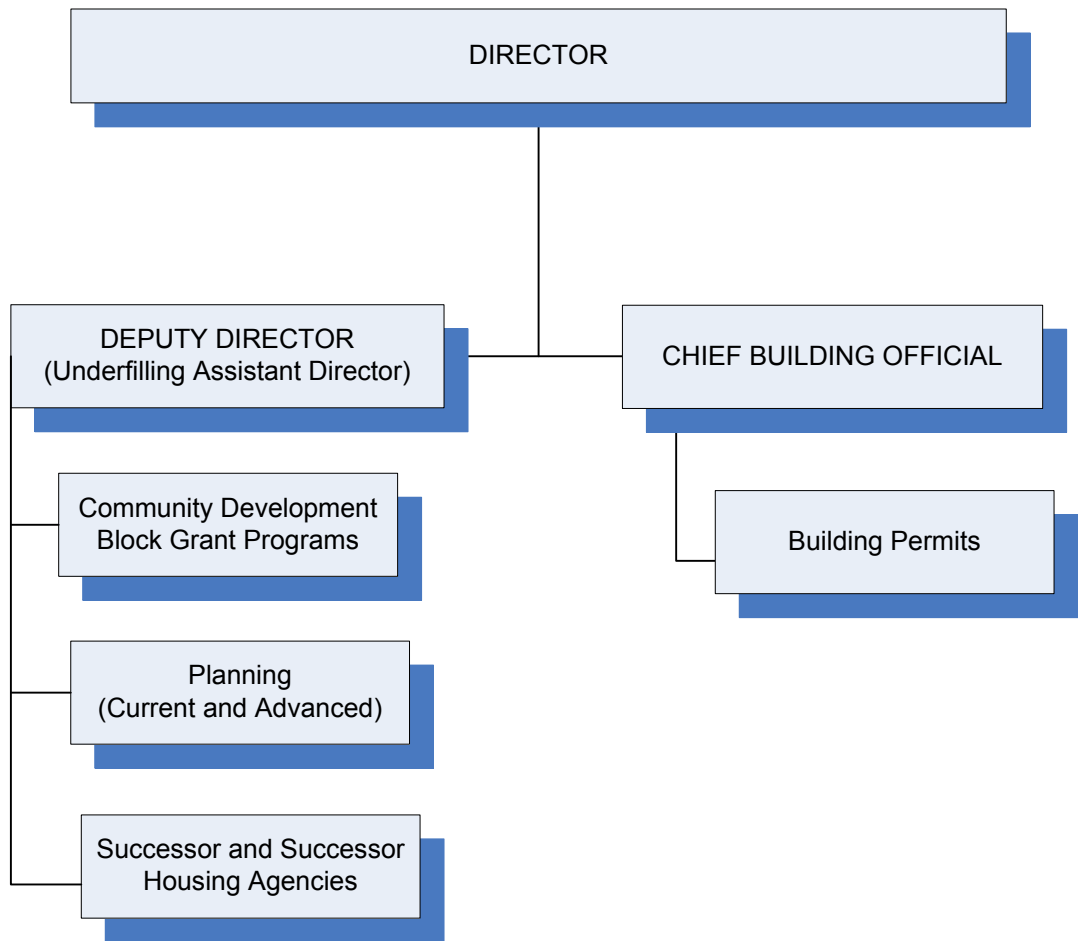 DIRECTOR
DEPUTY DIRECTOR
(Underfilling Assistant Director)
CHIEF BUILDING OFFICIAL
Community Development
Block Grant Programs
Building Permits
Planning
(Current and Advanced)
Successor and Successor
Housing Agencies